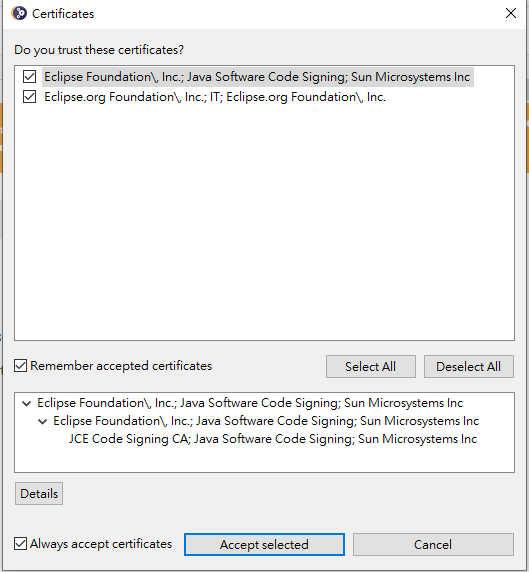 Certificates
Do you trust these certificates?
Eclipse Foundation\, Inc.; Java Software Code Signing; Sun Microsystems Inc
Eclipse.org Foundation\, Inc.; IT; Eclipse.org Foundation\, Inc.
Remember accepted certificates
Select All
Deselect All
Eclipse Foundation\, Inc.; Java Software Code Signing; Sun Microsystems Inc
Eclipse Foundation\, Inc.; Java Software Code Signing; Sun Microsystems Inc
JCE Code Signing CA; Java Software Code Signing; Sun Microsystems Inc
Details
Always accept certificates
Accept selected
Cancel